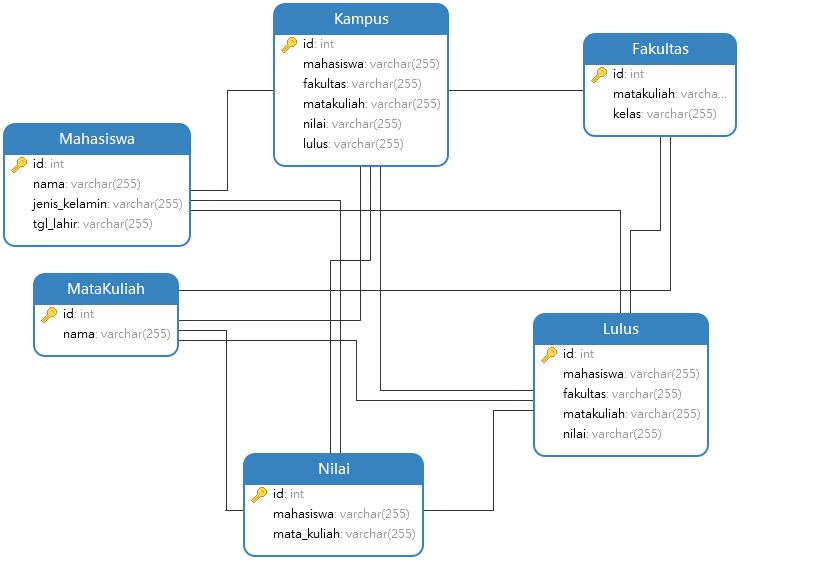 Kampus
id: int
mahasiswa: varchar(255)
fakultas: varchar(255)
matakuliah: varchar(255)
nilai: varchar(255)
lulus: varchar(255)
Fakultas
id: int
matakuliah: varcha...
kelas: varchar(255)
Mahasiswa
id: int
nama: varchar(255)
jenis_kelamin: varchar(255)
tgl_lahir: varchar(255)
MataKuliah
id: int
nama: varchar(255)
Lulus
id: int
mahasiswa: varchar(255)
fakultas: varchar(255)
matakuliah: varchar(255)
nilai: varchar(255)
Nilai
id: int
mahasiswa: varchar(255)
mata_kuliah: varchar(255)